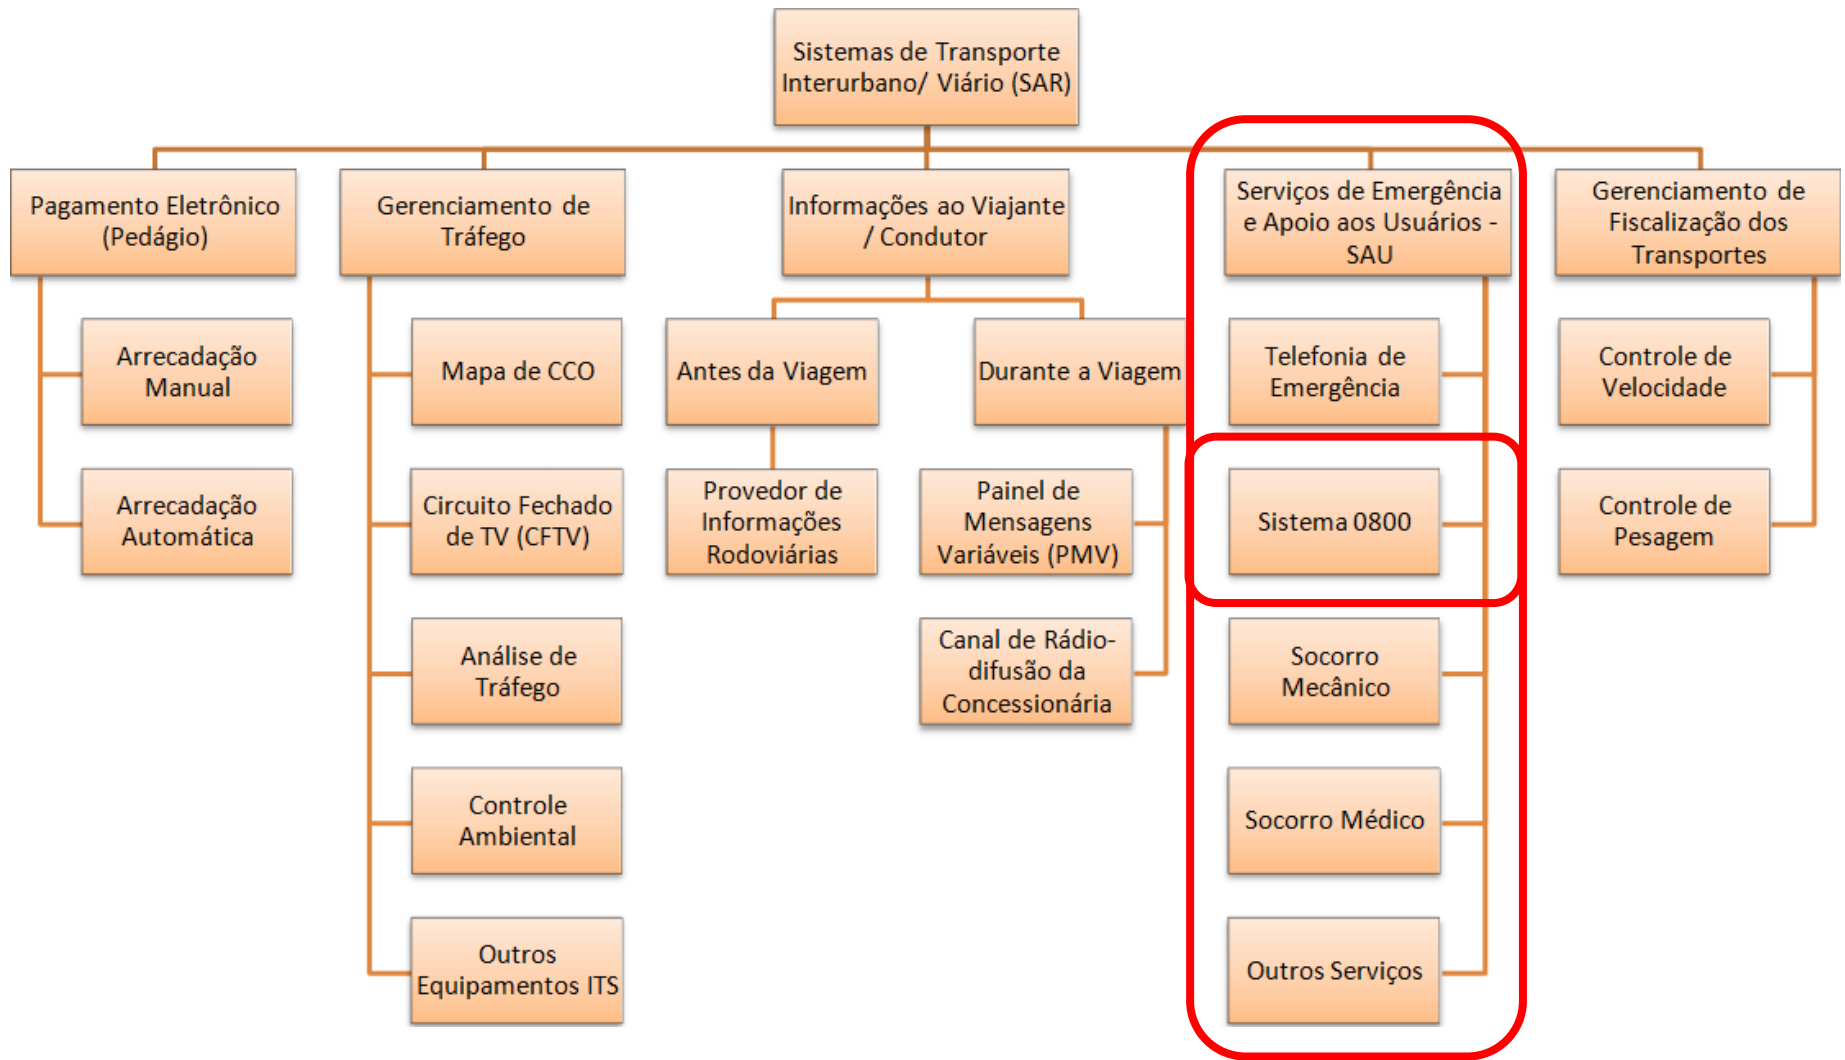 Sistemas de Transporte
Interurbano/ Viário (SAR)
Pagamento Eletrônico
(Pedágio)
Arrecadação
Manual
Arrecadação
Automática
Gerenciamento de
Tráfego
Mapa de CCO
Circuito Fechado
de TV (CFTV)
Análise de
Tráfego
Controle
Ambiental
Outros
Equipamentos ITS
Informações ao Viajante
/ Condutor
Antes da Viagem
Provedor de
Informações
Rodoviárias
Durante a Viagem
Painel de
Mensagens
Variáveis (PMV)
Canal de Rádio-
difusão da
Concessionária
Serviços de Emergência
e Apoio aos Usuários -
SAU
Telefonia de
Emergência
Sistema 0800
Socorro
Mecânico
Socorro Médico
Outros Serviços
Gerenciamento de
Fiscalização dos
Transportes
Controle de
Velocidade
Controle de
Pesagem